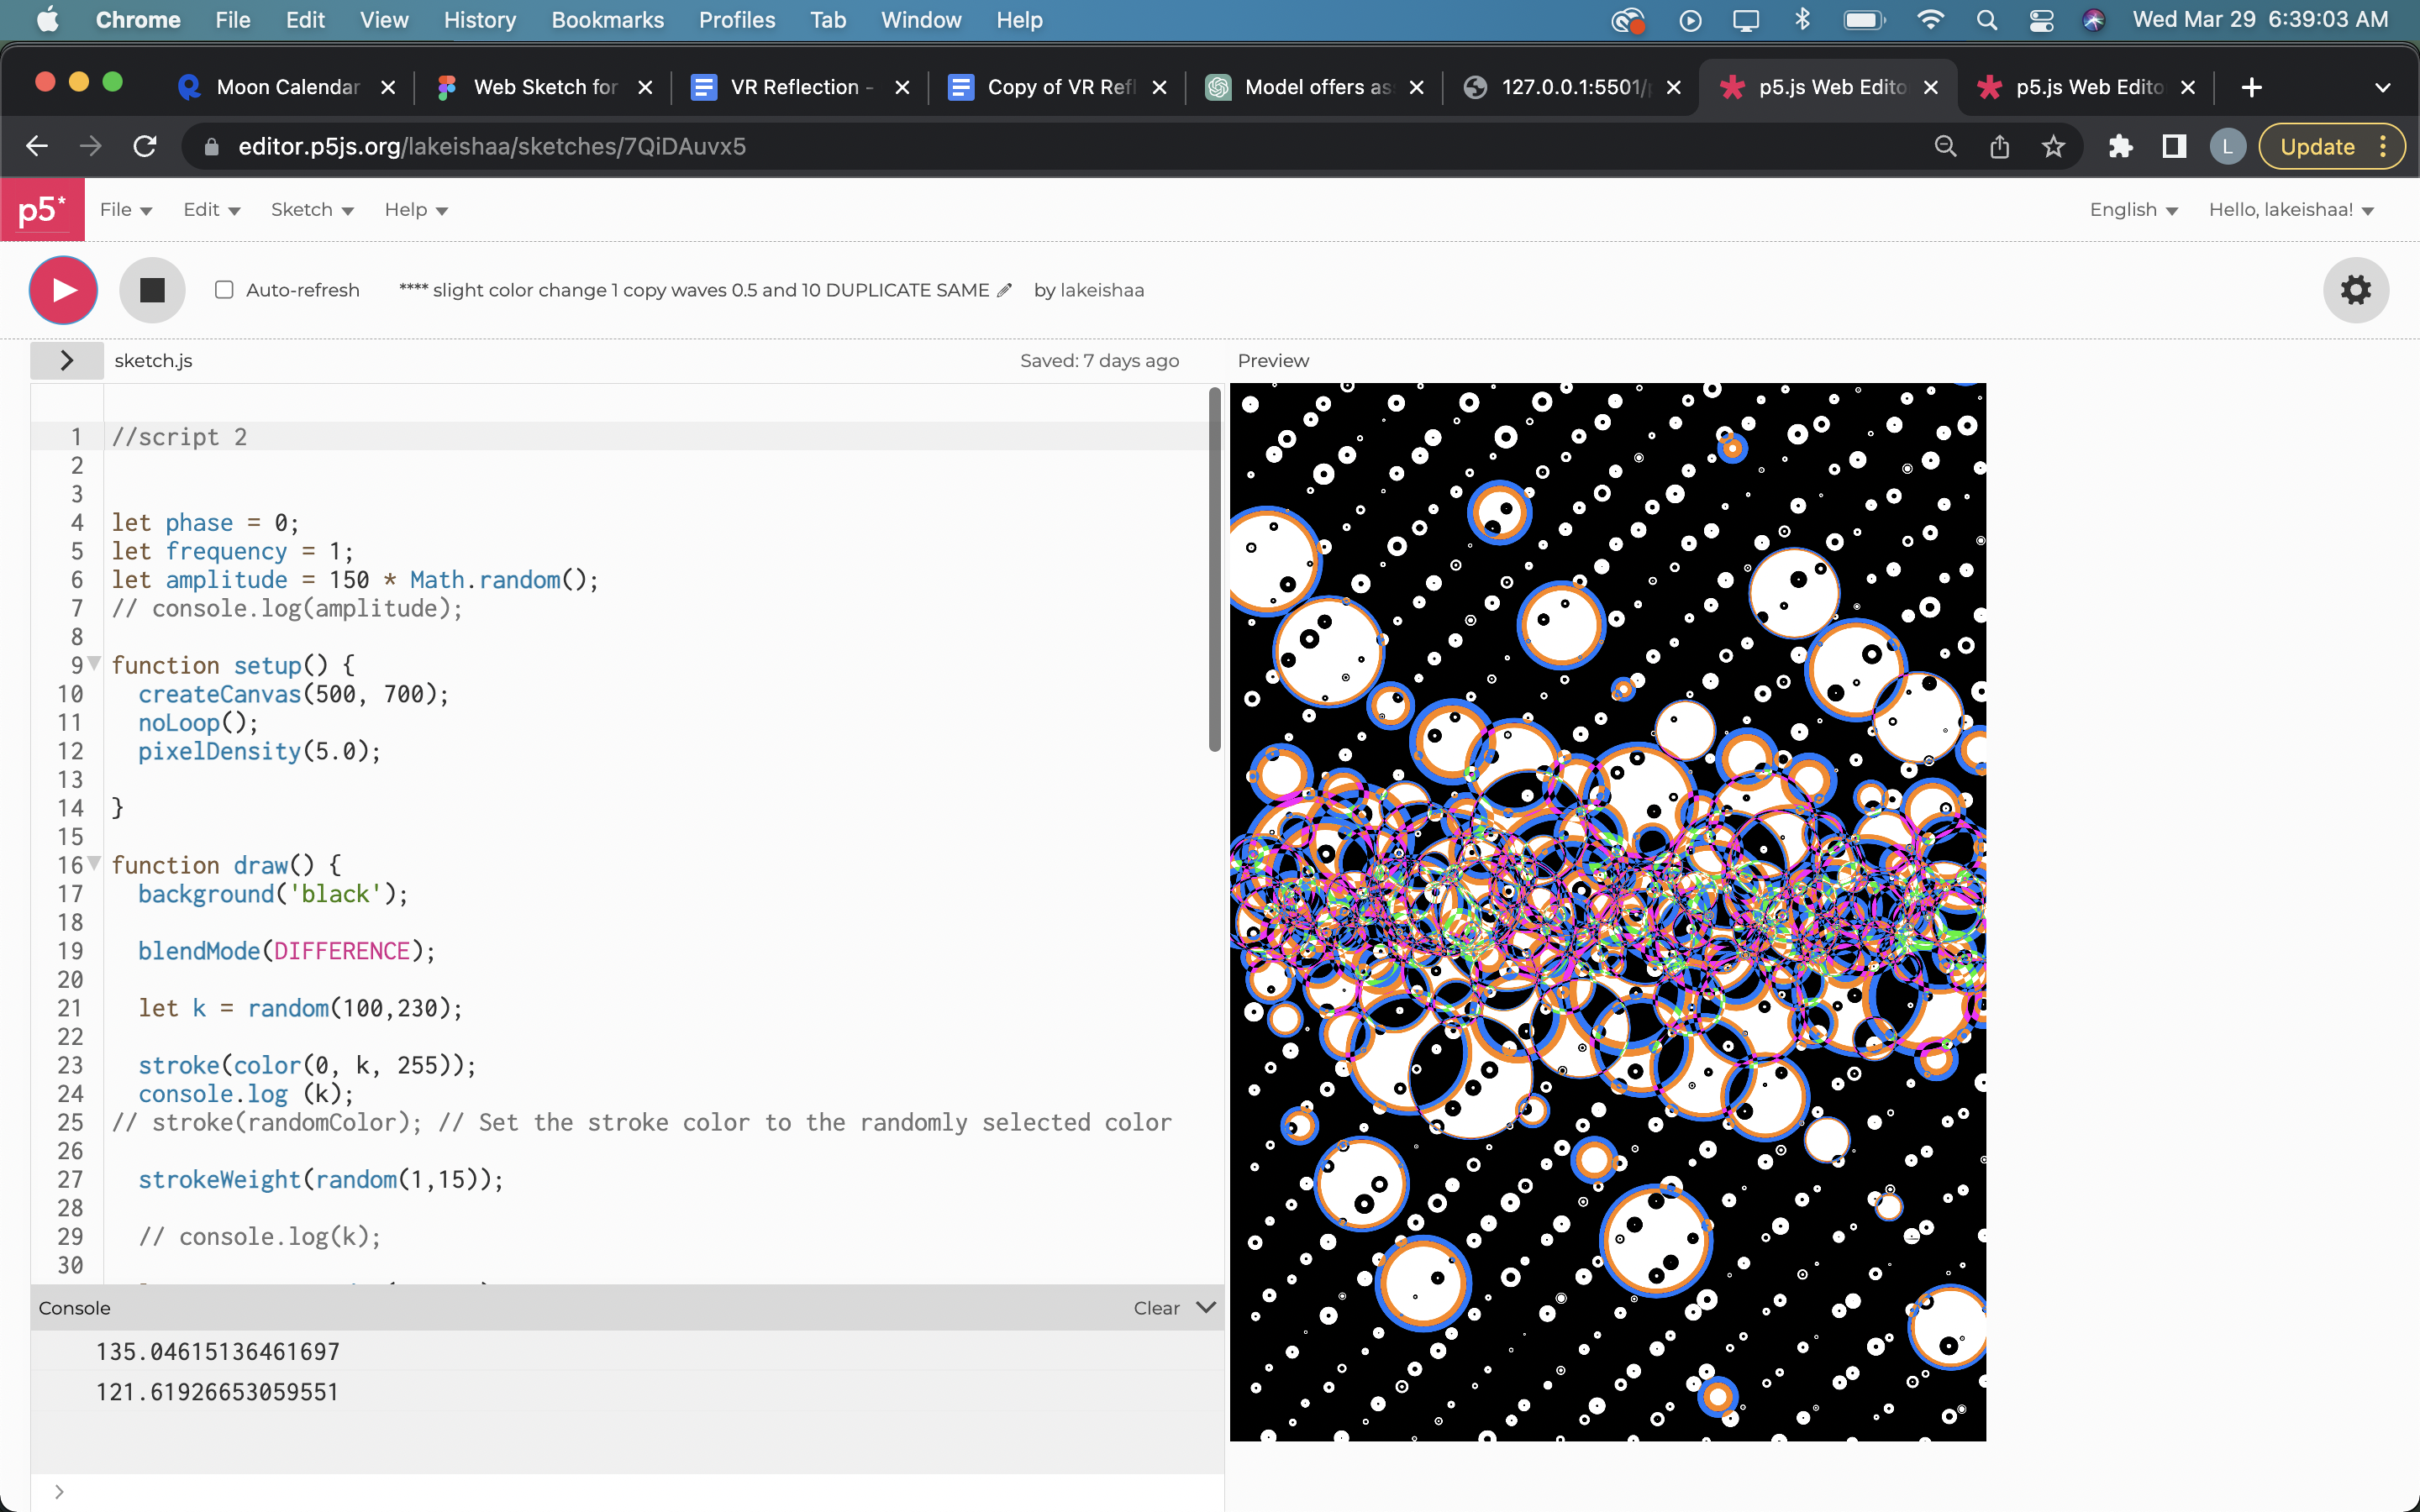 Chrome File Edit View History Bookmarks Profiles Tab Window Help Wed Mar 29 6:39:03 AM
Moon Calendar Web Sketch for VR Reflection - Copy of VR Refl Model offers as 127.0.0.1:5501/ p5.js Web Edito p5.js Web Edito
editor.p5js.org/lakeishaa/sketches/7QiDAuvx5 L Update
p5* File Edit Sketch Help English Hello, lakeishaa!
Auto-refresh **** slight color change 1 copy waves 0.5 and 10 DUPLICATE SAME by lakeishaa
> sketch.js Saved: 7 days ago Preview
1 //script 2
2
3
4 let phase = 0;
5 let frequency = 1;
6 let amplitude = 150 * Math.random();
7 // console.log(amplitude);
8
9 function setup() {
10 createCanvas(500, 700);
11 noLoop();
12 pixelDensity(5.0);
13
14 }
15
16 function draw() {
17 background('black');
18
19 blendMode(DIFFERENCE);
20
21 let k = random(100,230);
22
23 stroke(color(0, k, 255));
24 console.log (k);
25 // stroke(randomColor); // Set the stroke color to the randomly selected color
26
27 strokeWeight(random(1,15));
28
29 // console.log(k);
30
Console Clear
135.04615136461697
121.61926653059551
>